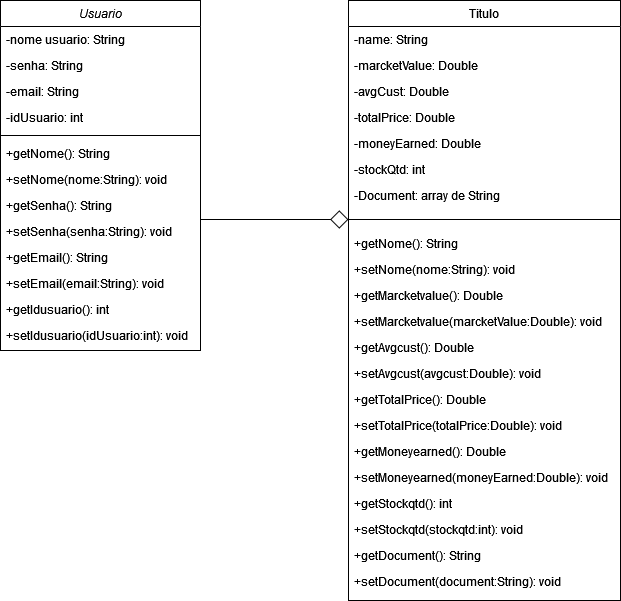 Usuario
-nome usuario: String
-senha: String
-email: String
-idUsuario: int
+getNome(): String
+setNome(nome:String): void
+getSenha(): String
+setSenha(senha:String): void
+getEmail(): String
+setEmail(email:String): void
+getIdusuario(): int
+setIdusuario(idUsuario:int): void
Titulo
-name: String
-marcketValue: Double
-avgCust: Double
-totalPrice: Double
-moneyEarned: Double
-stockQtd: int
-Document: array de String
+getNome(): String
+setNome(nome:String): void
+getMarcketvalue(): Double
+setMarcketvalue(marcketValue:Double): void
+getAvgcust(): Double
+setAvgcust(avgcust:Double): void
+getTotalPrice(): Double
+setTotalPrice(totalPrice:Double): void
+getMoneyearned(): Double
+setMoneyearned(moneyEarned:Double): void
+getStockqtd(): int
+setStockqtd(stockqtd:int): void
+getDocument(): String
+setDocument(document:String): void